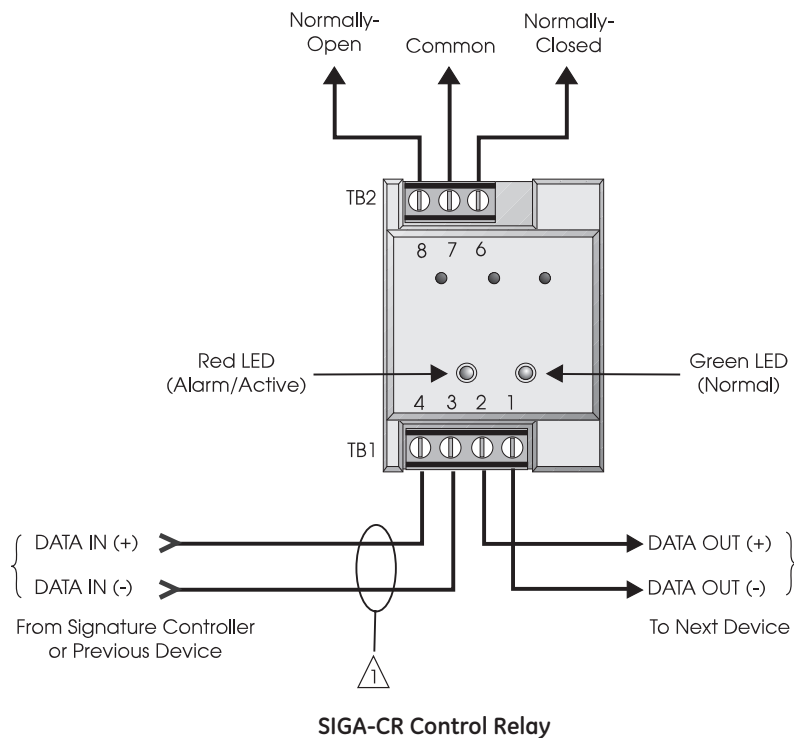 Normally-
Open
Common
Normally-
Closed
TB2
8 7 6
Red LED
(Alarm/Active)
Green LED
(Normal)
4 3 2 1
TB1
DATA IN (+)
DATA OUT (+)
DATA IN (-)
DATA OUT (-)
From Signature Controller
or Previous Device
To Next Device
1
SIGA-CR Control Relay